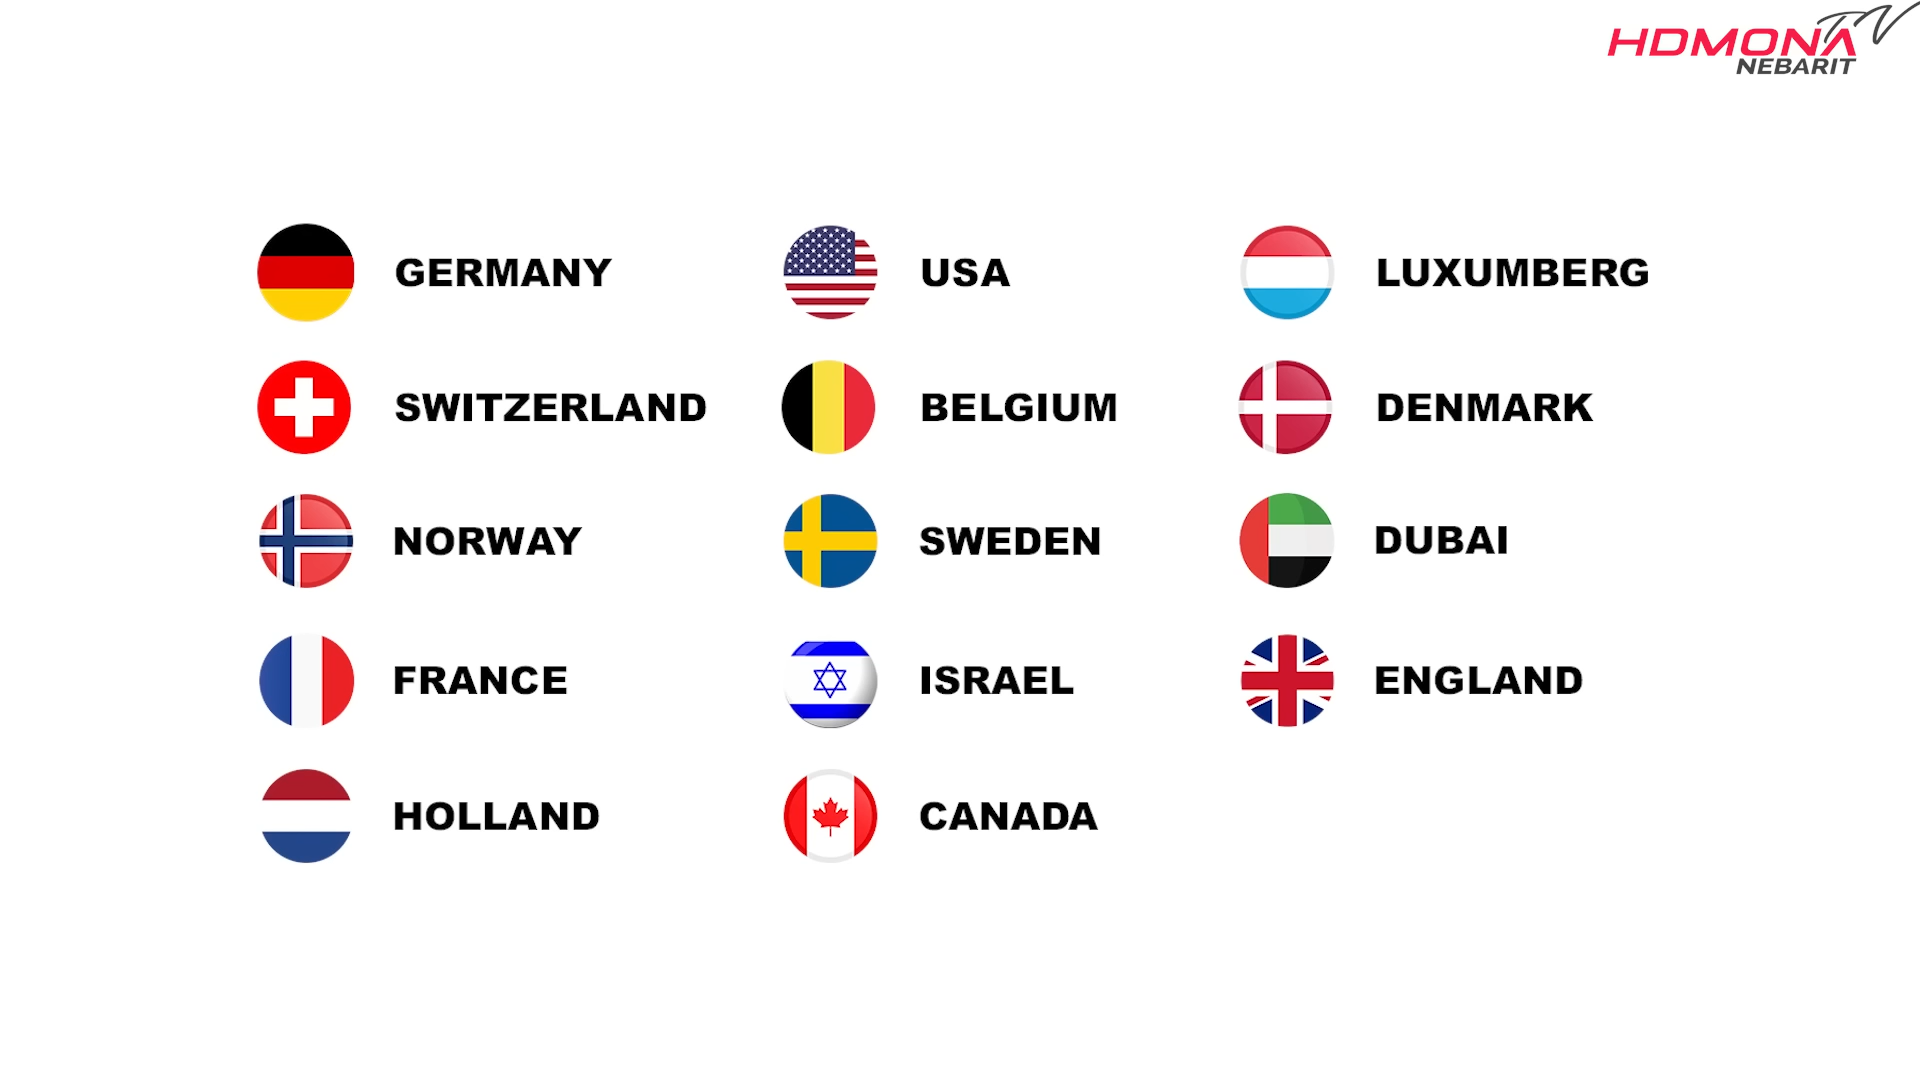 HDMONA TV
NEBARIT
GERMANY
SWITZERLAND
NORWAY
FRANCE
HOLLAND
USA
BELGIUM
SWEDEN
ISRAEL
CANADA
LUXUMBERG
DENMARK
DUBAI
ENGLAND